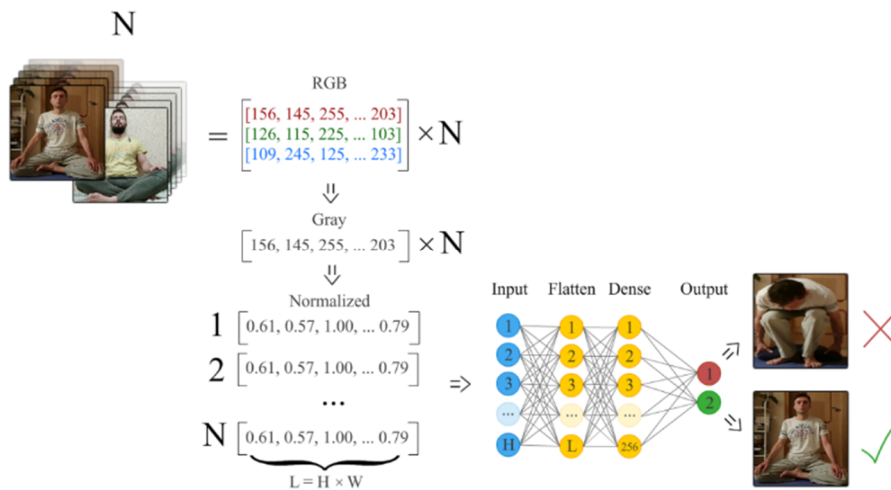 N
RGB
[156, 145, 255, ... 203]
[126, 115, 225, ... 103]
[109, 245, 125, ... 233]
= × N
⇓
Gray
[156, 145, 255, ... 203] × N
⇓
Normalized
1 [0.61, 0.57, 1.00, ... 0.79]
2 [0.61, 0.57, 1.00, ... 0.79]
...
N [0.61, 0.57, 1.00, ... 0.79]
L = H × W
⇒
Input Flatten Dense Output
1 1 1
2 2 2
3 3 3
... ... ...
H L 256
1
2